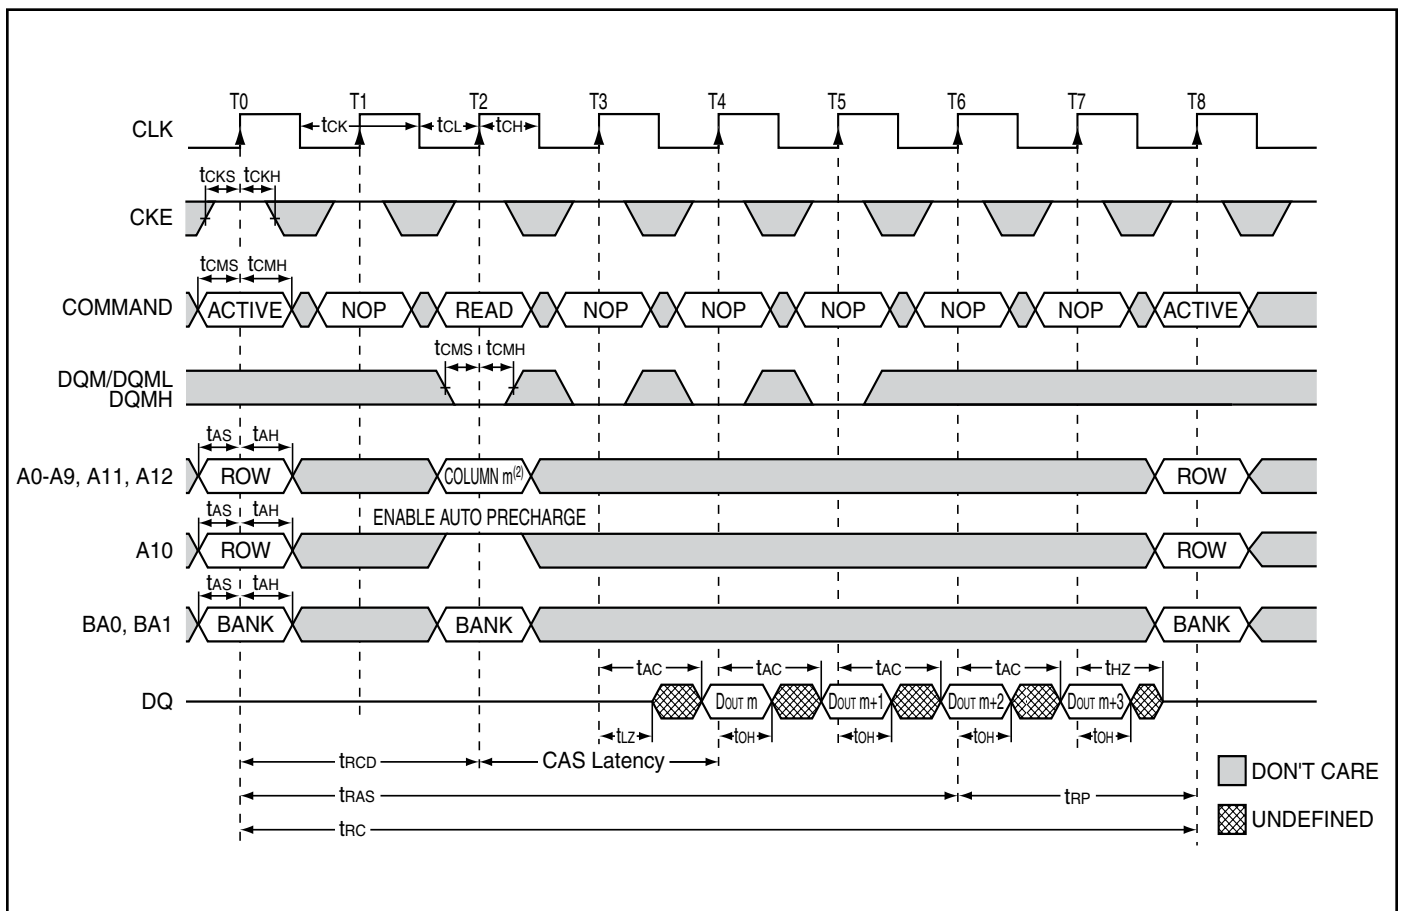 T0 T1 T2 T3 T4 T5 T6 T7 T8
CLK tCK tCL tCH
tCKS tCKH
CKE
tCMS tCMH
COMMAND ACTIVE NOP READ NOP NOP NOP NOP NOP ACTIVE
tCMS tCMH
DQM/DQML
DQMH
tAS tAH
A0-A9, A11, A12 ROW COLUMN m(2) ROW
tAS tAH ENABLE AUTO PRECHARGE
A10 ROW ROW
tAS tAH
BA0, BA1 BANK BANK BANK
tAC tAC tAC tAC tHZ
DQ DOUT m DOUT m+1 DOUT m+2 DOUT m+3
tLZ tOH tOH tOH tOH
tRCD CAS Latency
DON'T CARE
tRAS tRP
UNDEFINED
tRC